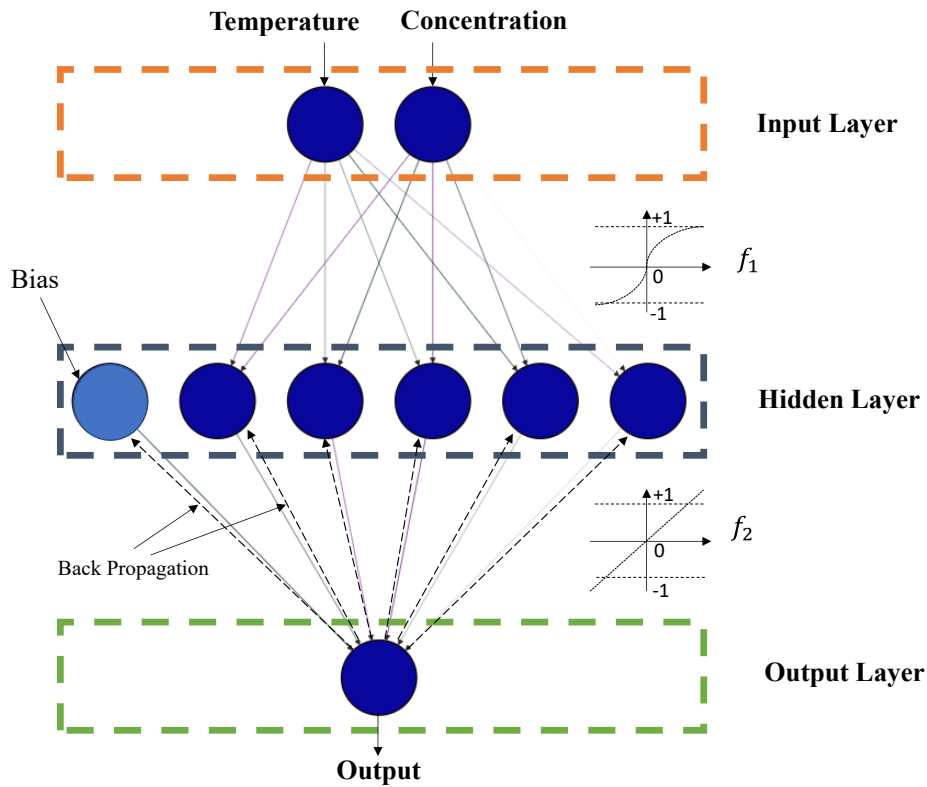 Temperature
Concentration
Input Layer
+1
0
-1
f₁
Bias
Hidden Layer
+1
0
-1
f₂
Back Propagation
Output Layer
Output